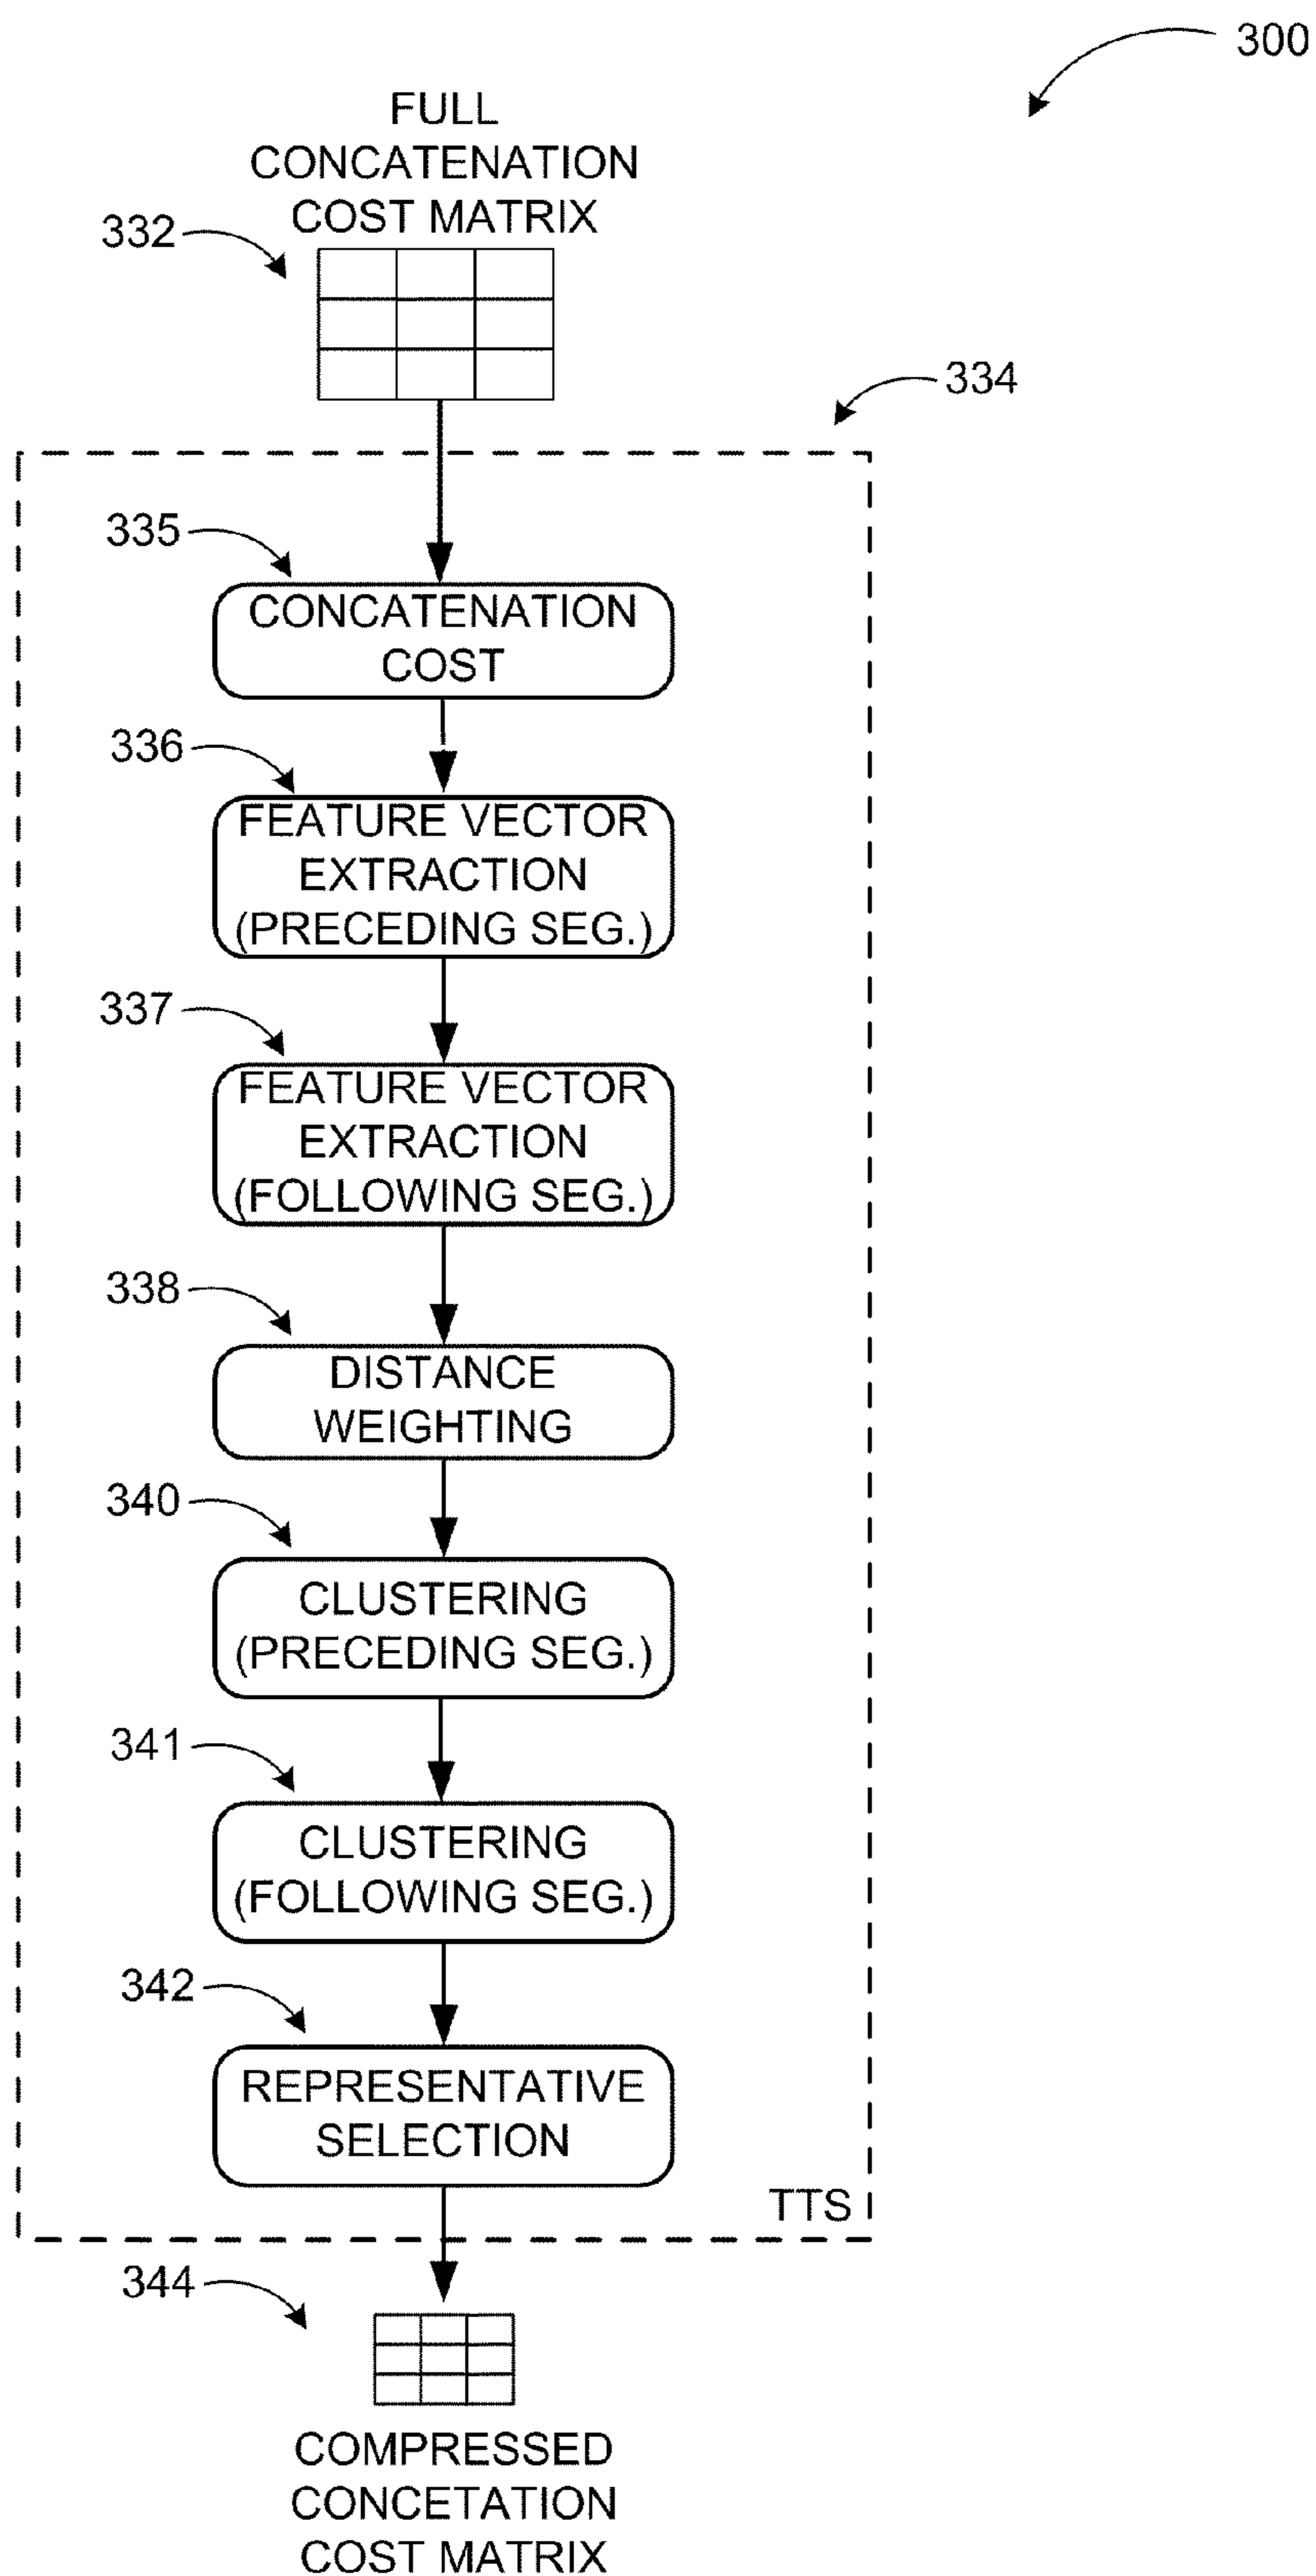 300
FULL
CONCATENATION
COST MATRIX
332
334
335
CONCATENATION
COST
336
FEATURE VECTOR
EXTRACTION
(PRECEDING SEG.)
337
FEATURE VECTOR
EXTRACTION
(FOLLOWING SEG.)
338
DISTANCE
WEIGHTING
340
CLUSTERING
(PRECEDING SEG.)
341
CLUSTERING
(FOLLOWING SEG.)
342
REPRESENTATIVE
SELECTION
TTS
344
COMPRESSED
CONCETATION
COST MATRIX